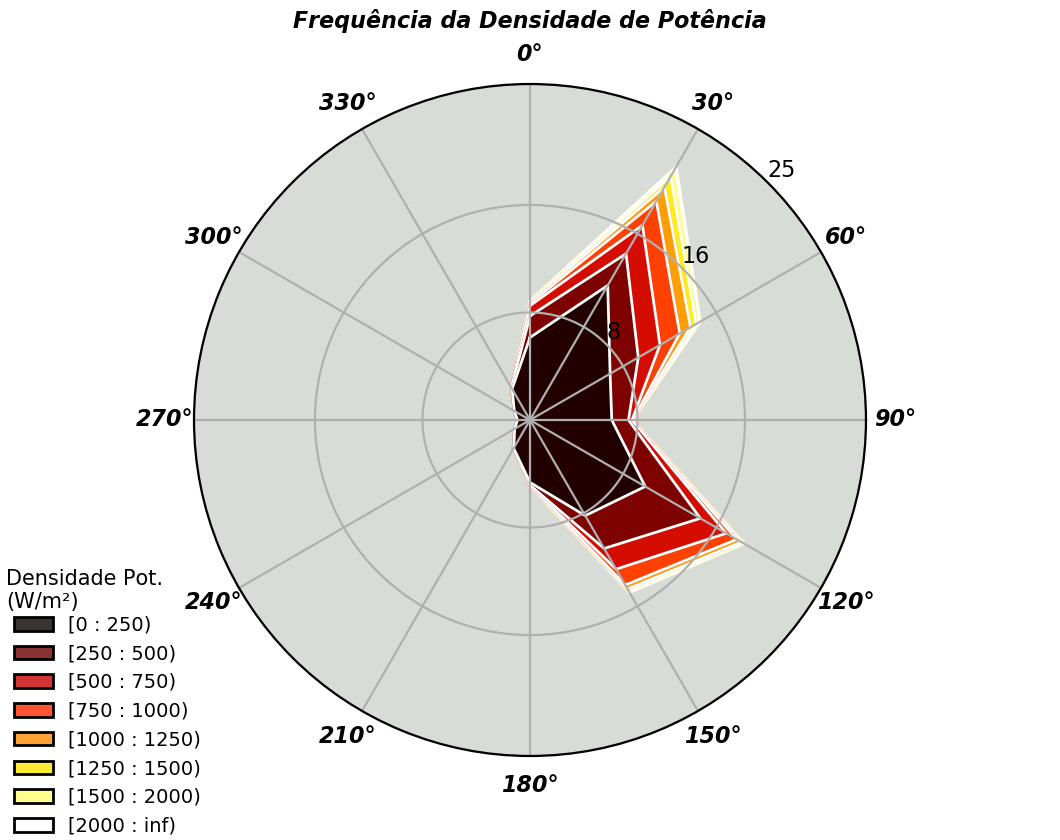 Frequência da Densidade de Potência
0°
30°
60°
90°
120°
150°
180°
210°
240°
270°
300°
330°
8
16
25
Densidade Pot.
(W/m²)
[0 : 250)
[250 : 500)
[500 : 750)
[750 : 1000)
[1000 : 1250)
[1250 : 1500)
[1500 : 2000)
[2000 : inf)